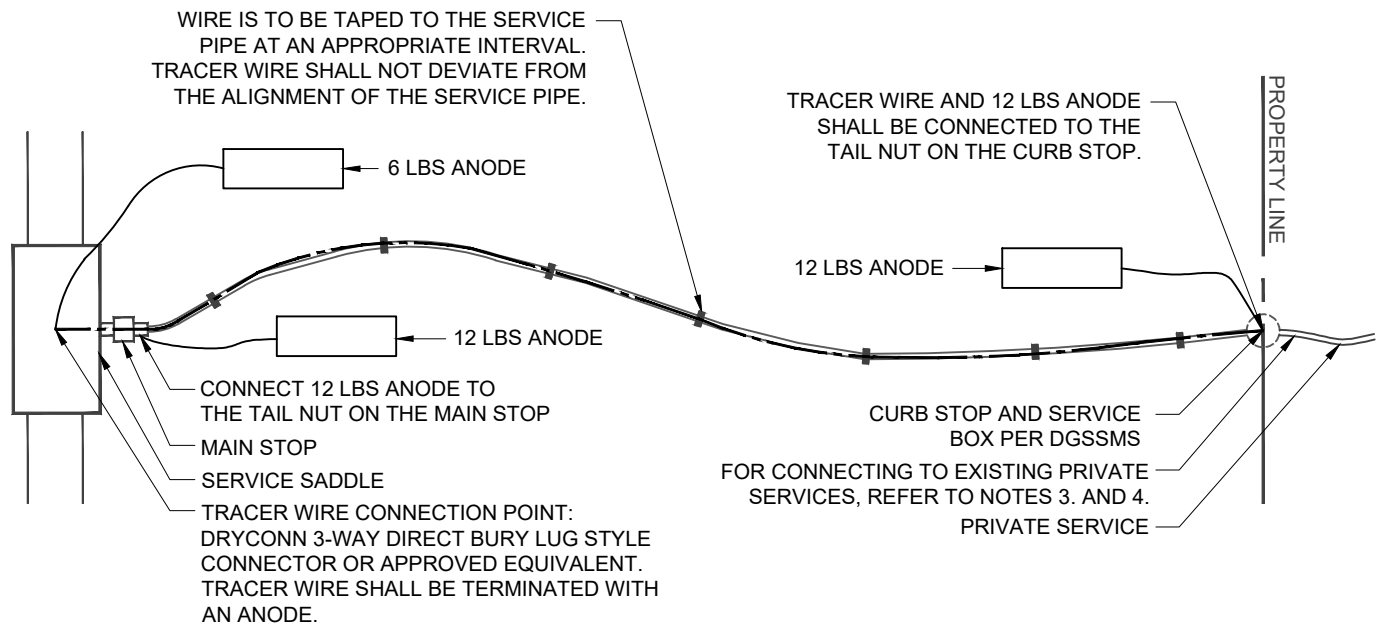 WIRE IS TO BE TAPED TO THE SERVICE
PIPE AT AN APPROPRIATE INTERVAL.
TRACER WIRE SHALL NOT DEVIATE FROM
THE ALIGNMENT OF THE SERVICE PIPE.
TRACER WIRE AND 12 LBS ANODE
SHALL BE CONNECTED TO THE
TAIL NUT ON THE CURB STOP.
PROPERTY LINE
6 LBS ANODE
12 LBS ANODE
12 LBS ANODE
CONNECT 12 LBS ANODE TO
THE TAIL NUT ON THE MAIN STOP
MAIN STOP
SERVICE SADDLE
TRACER WIRE CONNECTION POINT:
DRYCONN 3-WAY DIRECT BURY LUG STYLE
CONNECTOR OR APPROVED EQUIVALENT.
TRACER WIRE SHALL BE TERMINATED WITH
AN ANODE.
CURB STOP AND SERVICE
BOX PER DGSSMS
FOR CONNECTING TO EXISTING PRIVATE
SERVICES, REFER TO NOTES 3. AND 4.
PRIVATE SERVICE